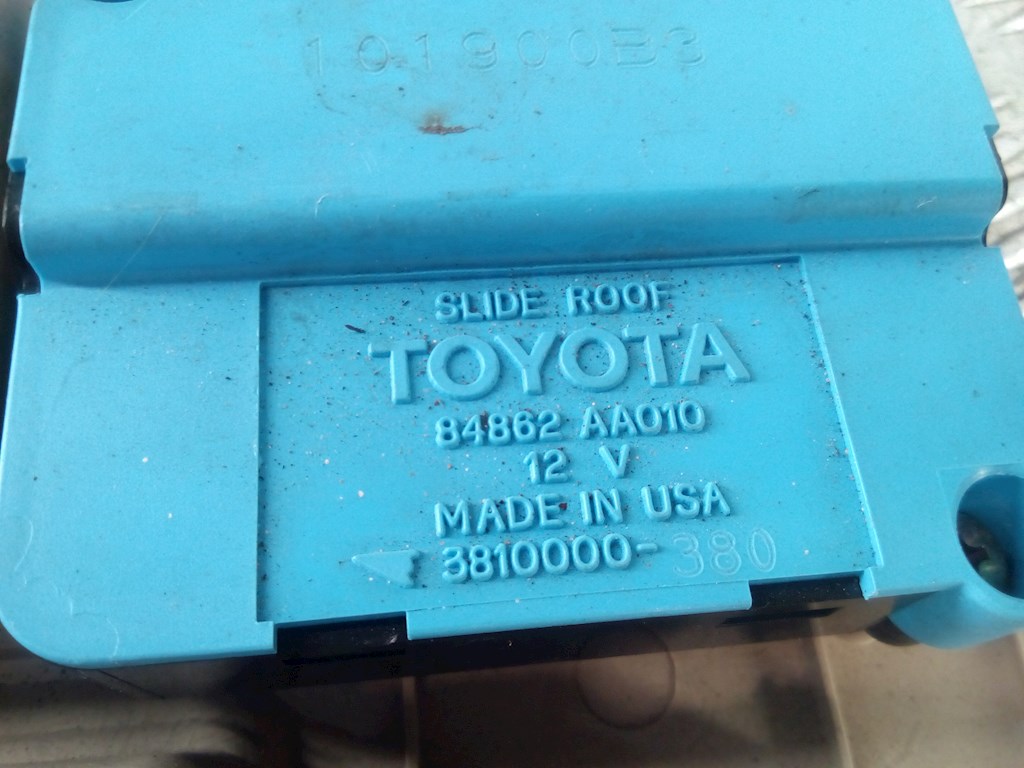 101900B3
SLIDE ROOF
TOYOTA
84862 AA010
12 V
MADE IN USA
3810000-380